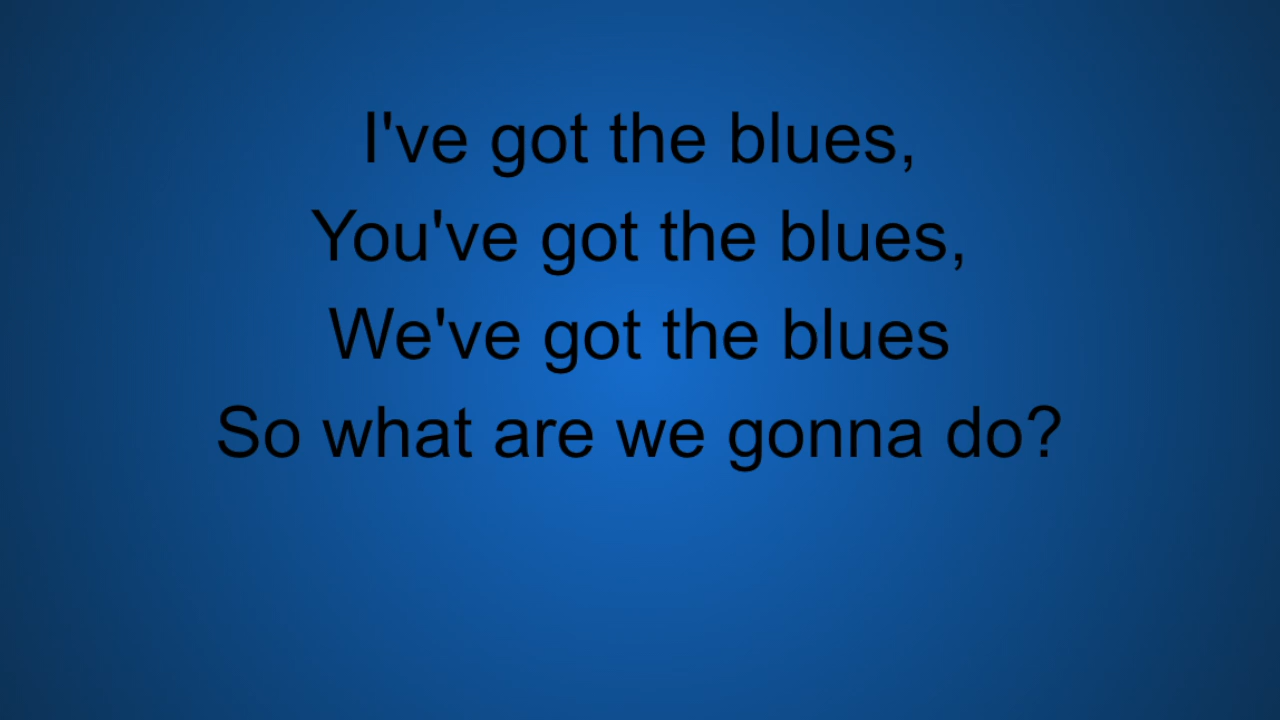 I've got the blues,
You've got the blues,
We've got the blues
So what are we gonna do?